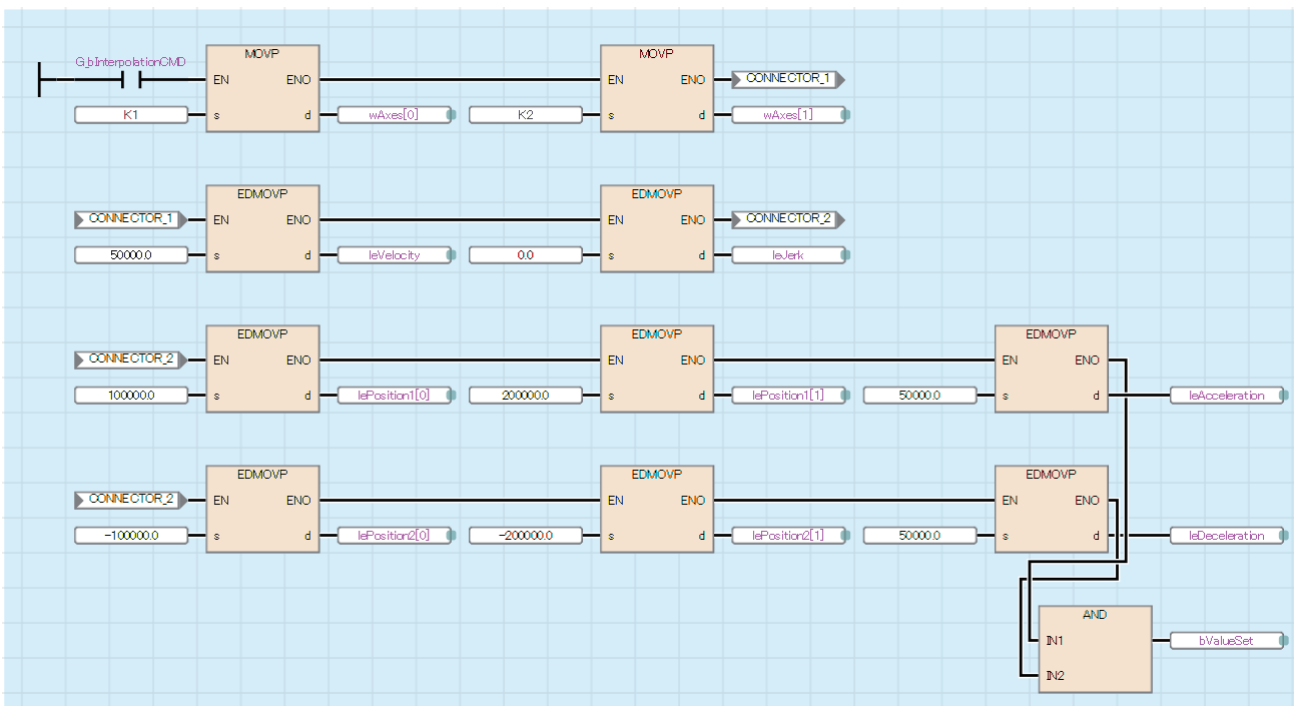 MOVP MOVP
G_bInterpolationCMD EN ENO EN ENO CONNECTOR_1
K1 s d wAxes[0] K2 s d wAxes[1]
EDMOVP EDMOVP
CONNECTOR_1 EN ENO EN ENO CONNECTOR_2
50000.0 s d leVelocity 0.0 s d leJerk
EDMOVP EDMOVP EDMOVP
CONNECTOR_2 EN ENO EN ENO EN ENO
100000.0 s d lePosition1[0] 200000.0 s d lePosition1[1] 50000.0 s d leAcceleration
EDMOVP EDMOVP EDMOVP
CONNECTOR_2 EN ENO EN ENO EN ENO
-100000.0 s d lePosition2[0] -200000.0 s d lePosition2[1] 50000.0 s d leDeceleration
AND
IN1 bValueSet
IN2